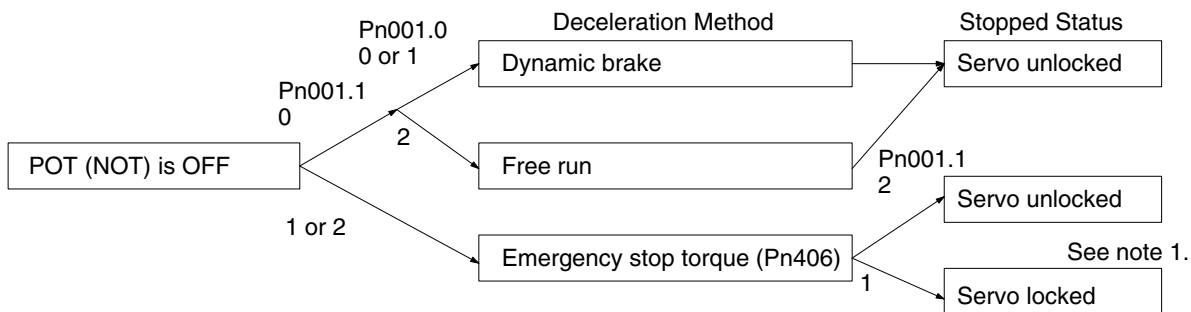 Deceleration Method
Stopped Status
Pn001.0
0 or 1
Dynamic brake
Servo unlocked
Pn001.1
0
2
POT (NOT) is OFF
Free run
Pn001.1
2
Servo unlocked
1 or 2
Emergency stop torque (Pn406)
See note 1.
1
Servo locked